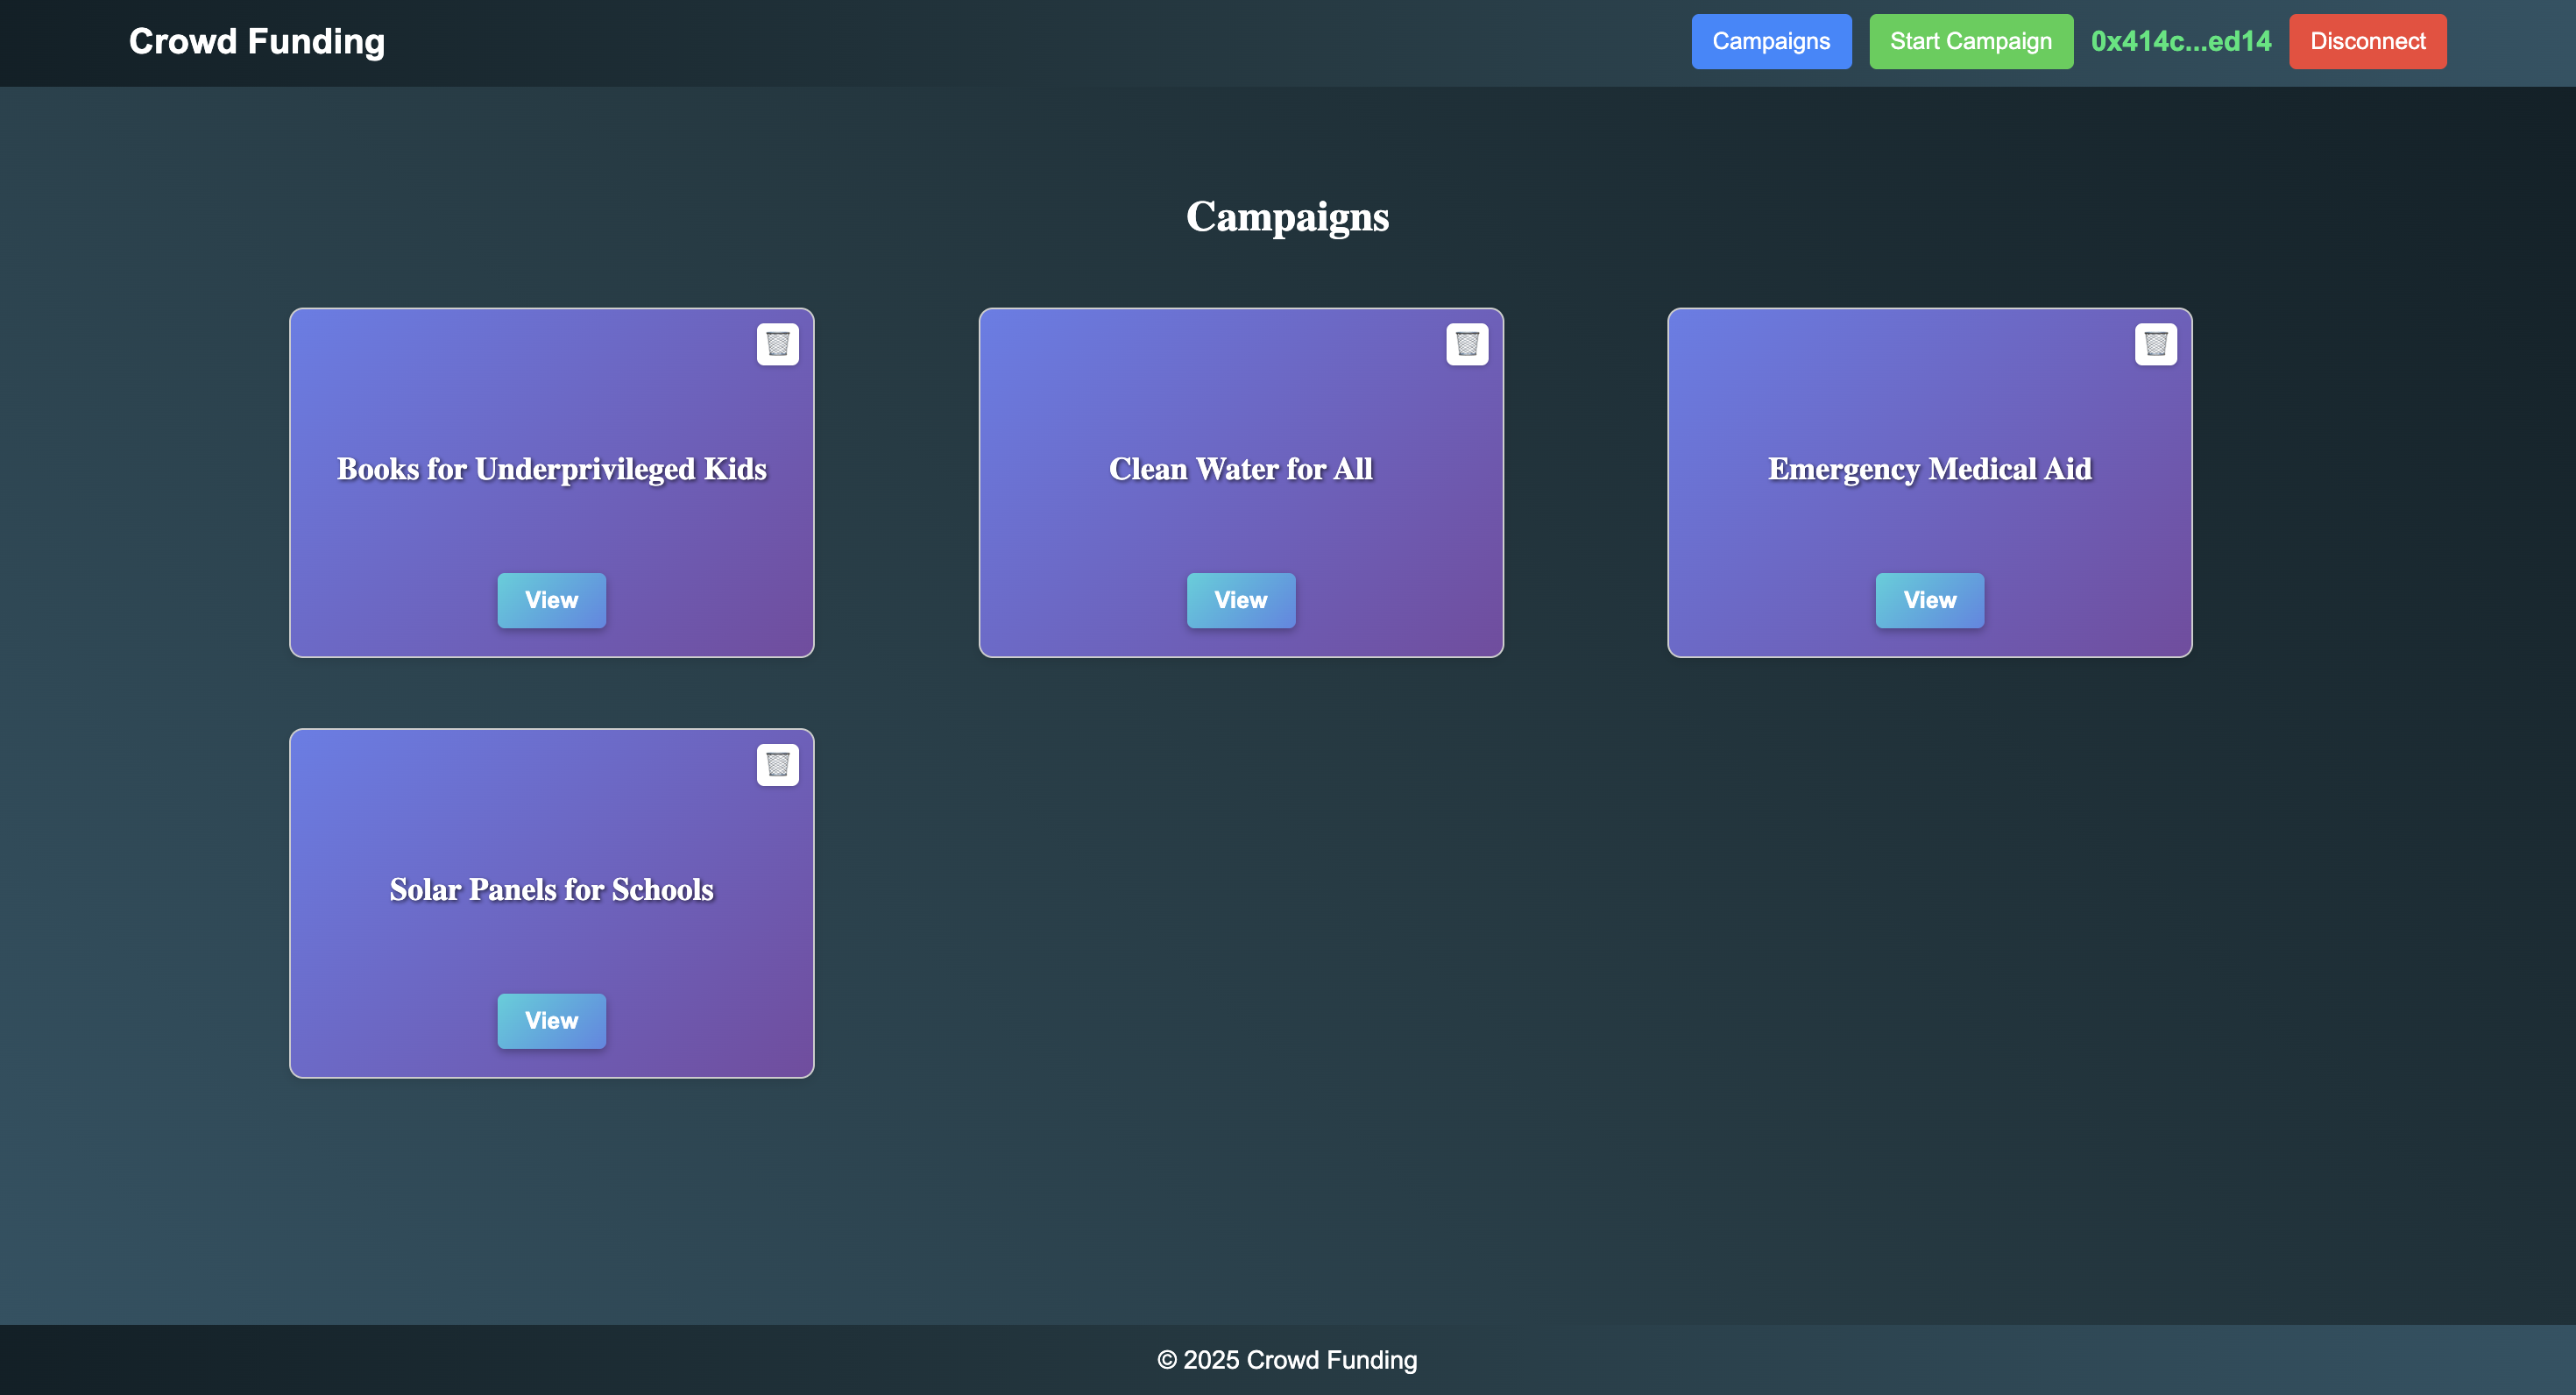 Crowd Funding
Campaigns
Start Campaign
0x414c...ed14
Disconnect
Campaigns
Books for Underprivileged Kids
View
Clean Water for All
View
Emergency Medical Aid
View
Solar Panels for Schools
View
© 2025 Crowd Funding